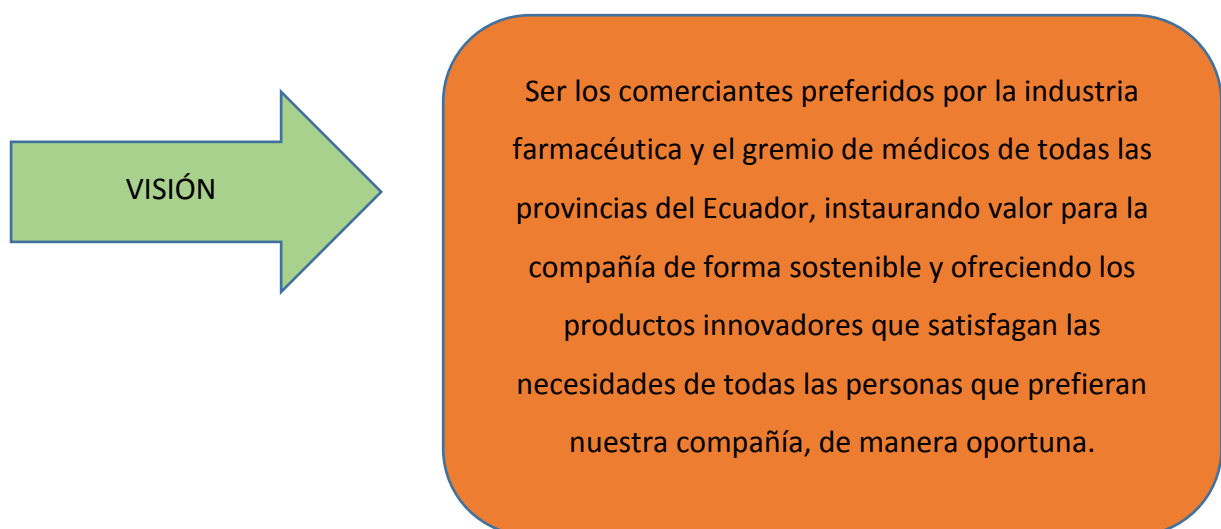 VISIÓN
Ser los comerciantes preferidos por la industria
farmacéutica y el gremio de médicos de todas las
provincias del Ecuador, instaurando valor para la
compañía de forma sostenible y ofreciendo los
productos innovadores que satisfagan las
necesidades de todas las personas que prefieran
nuestra compañía, de manera oportuna.